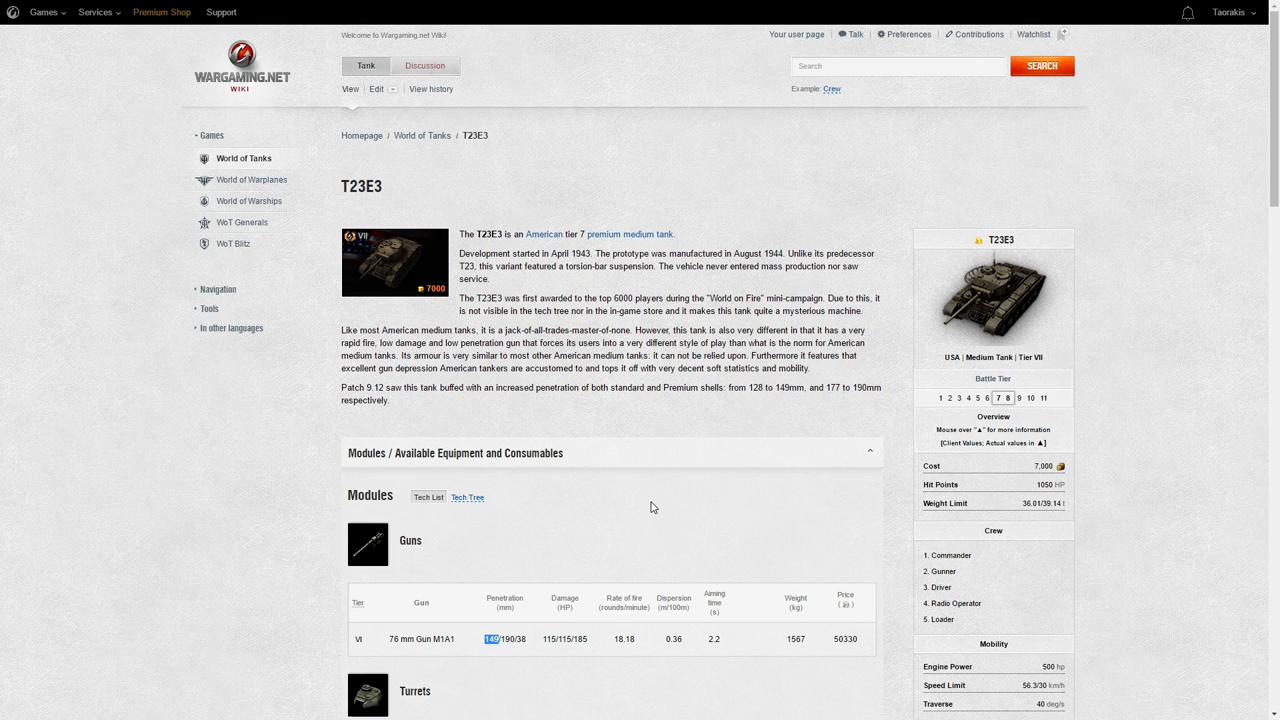 Games Services Premium Shop Support Taorakis
Welcome to Wargaming.net Wiki!
Your user page Talk Preferences Contributions Watchlist
WARGAMING.NET
WIKI
Tank Discussion
Search SEARCH
View Edit View history
Example: Crew
Games
World of Tanks
World of Warplanes
World of Warships
WoT Generals
WoT Blitz
Navigation
Tools
In other languages
Homepage / World of Tanks / T23E3
T23E3
VII
7000
The T23E3 is an American tier 7 premium medium tank.
Development started in April 1943. The prototype was manufactured in August 1944. Unlike its predecessor
T23, this variant featured a torsion-bar suspension. The vehicle never entered mass production nor saw
service.
The T23E3 was first awarded to the top 6000 players during the "World on Fire" mini-campaign. Due to this, it
is not visible in the tech tree nor in the in-game store and it makes this tank quite a mysterious machine.
Like most American medium tanks, it is a jack-of-all-trades-master-of-none. However, this tank is also very different in that it has a very
rapid fire, low damage and low penetration gun that forces its users into a very different style of play than what is the norm for American
medium tanks. Its armour is very similar to most other American medium tanks: it can not be relied upon. Furthermore it features that
excellent gun depression American tankers are accustomed to and tops it off with very decent soft statistics and mobility.
Patch 9.12 saw this tank buffed with an increased penetration of both standard and Premium shells: from 128 to 149mm, and 177 to 190mm
respectively.
Modules / Available Equipment and Consumables
Modules Tech List Tech Tree
Guns
Tier Gun Penetration (mm) Damage (HP) Rate of fire (rounds/minute) Dispersion (m/100m) Aiming time (s) Weight (kg) Price ( )
VI 76 mm Gun M1A1 149/190/38 115/115/185 18.18 0.36 2.2 1567 50330
Turrets
T23E3
USA | Medium Tank | Tier VII
Battle Tier
1 2 3 4 5 6 7 8 9 10 11
Overview
Mouse over "▲" for more information
[Client Values; Actual values in ▲]
Cost 7,000
Hit Points 1050 HP
Weight Limit 36.01/39.14 t
Crew
1. Commander
2. Gunner
3. Driver
4. Radio Operator
5. Loader
Mobility
Engine Power 500 hp
Speed Limit 56.3/30 km/h
Traverse 40 deg/s